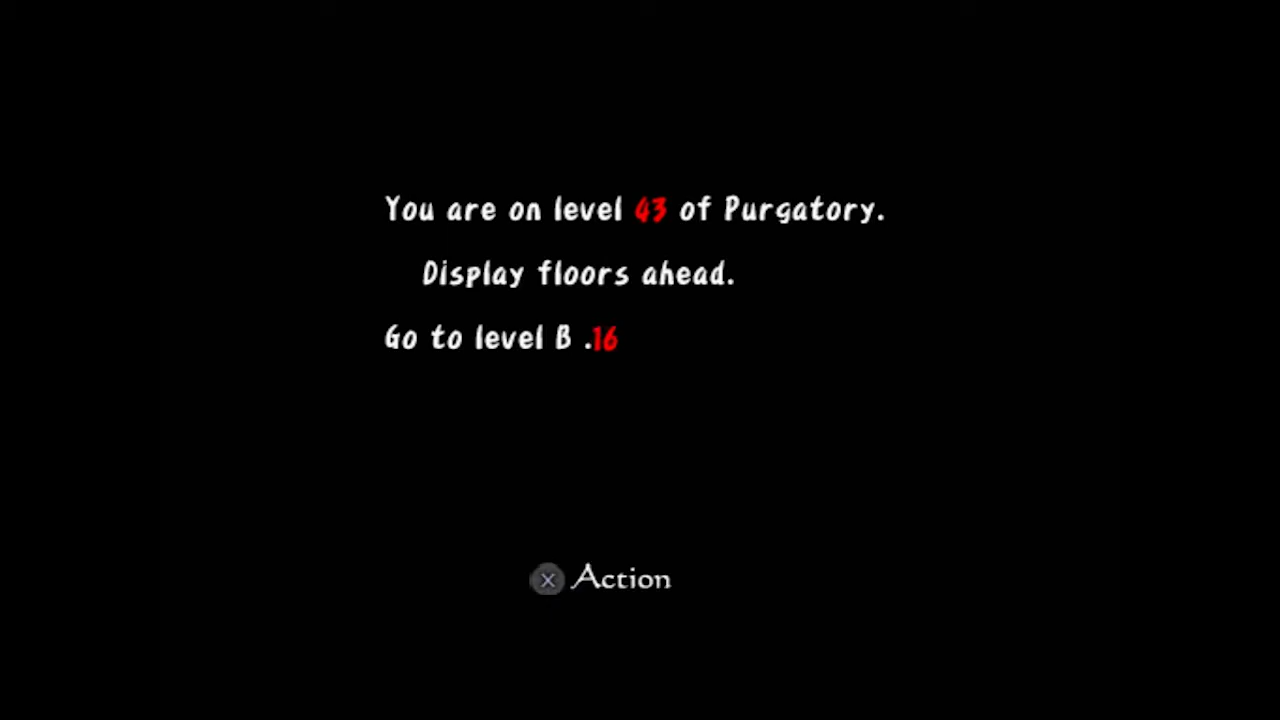 You are on level 43 of Purgatory.
Display floors ahead.
Go to level B .16
X Action